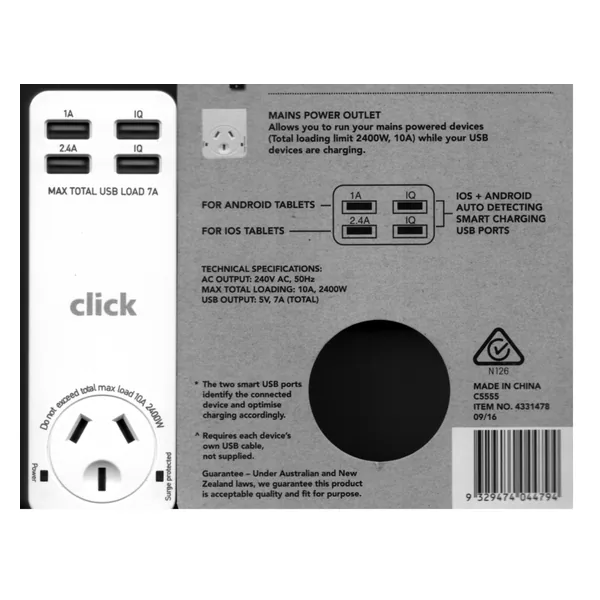 1A IQ
2.4A IQ
MAX TOTAL USB LOAD 7A
click
Do not exceed total max load 10A 2400W
Power
Surge protected
MAINS POWER OUTLET
Allows you to run your mains powered devices
(Total loading limit 2400W, 10A) while your USB
devices are charging.
FOR ANDROID TABLETS
FOR IOS TABLETS
1A IQ
2.4A IQ
IOS + ANDROID
AUTO DETECTING
SMART CHARGING
USB PORTS
TECHNICAL SPECIFICATIONS:
AC OUTPUT: 240V AC, 50Hz
MAX TOTAL LOADING: 10A, 2400W
USB OUTPUT: 5V, 7A (TOTAL)
* The two smart USB ports
identify the connected
device and optimise
charging accordingly.
^ Requires each device's
own USB cable,
not supplied.
Guarantee – Under Australian and New
Zealand laws, we guarantee this product
is acceptable quality and fit for purpose.
N126
MADE IN CHINA
C5555
ITEM NO. 4331478
09/16
9 329474 044794